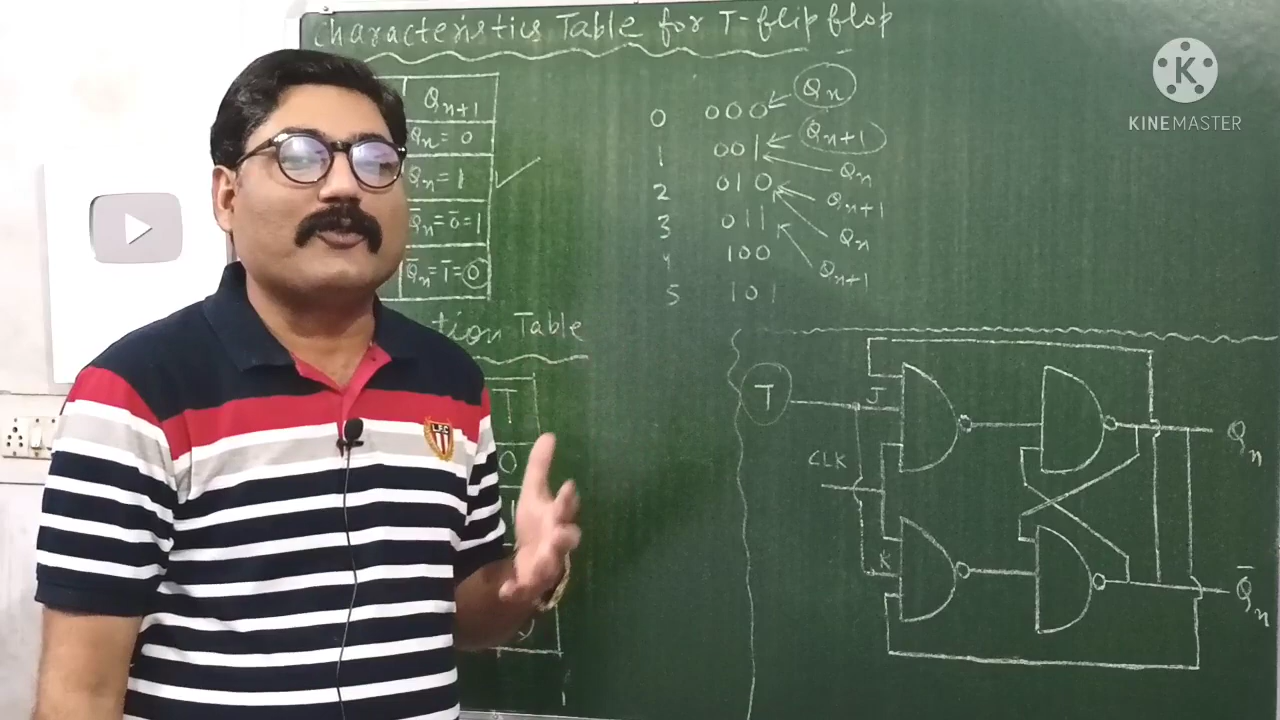 Characteristics Table for T-flip flop
Q̅n+1
Qn = 0
Qn = 1
Q̅n = 0̅ = 1
Q̅n = 1̅ = 0
0 000 Qn
1 001 Qn+1
Qn
2 010 Qn+1
3 011 Qn
4 100 Qn+1
5 101
tion Table
T
0
T
J
CLK
K
Qn
Q̅n
L.F.C
KINEMASTER